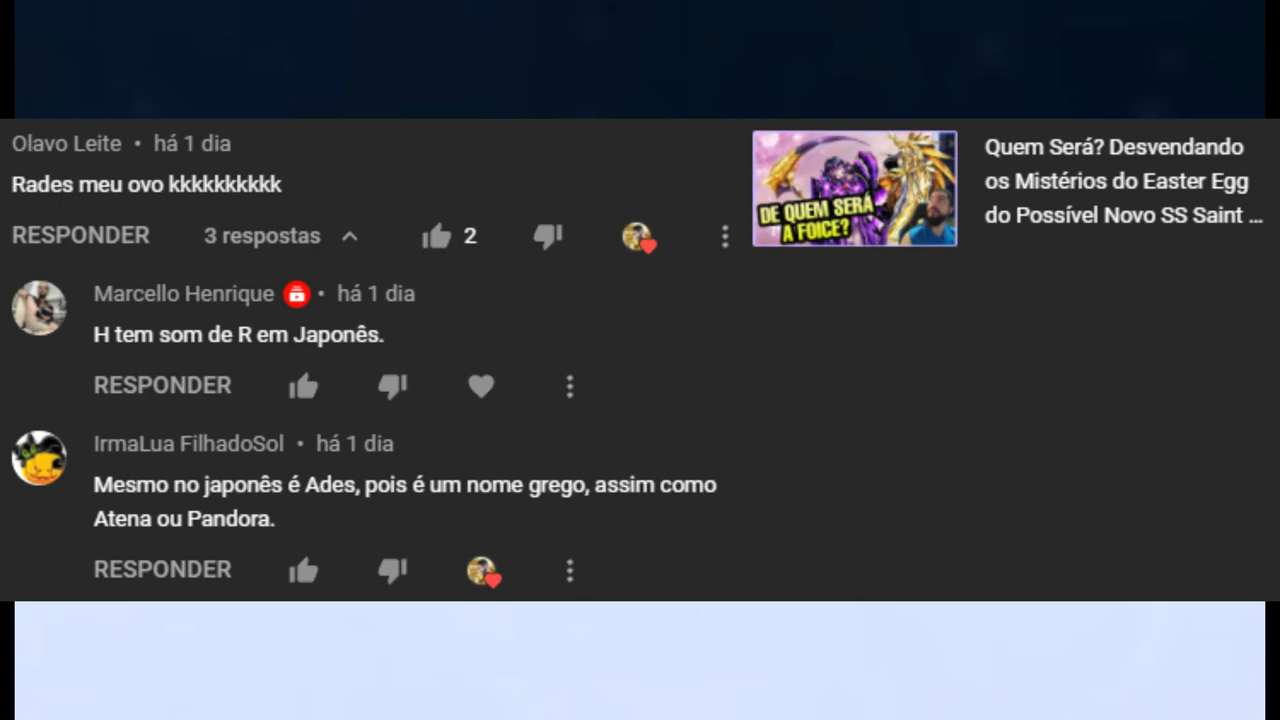 Olavo Leite • há 1 dia
Rades meu ovo kkkkkkkkkk
RESPONDER 3 respostas 2
DE QUEM SERÁ
A FOICE?
Quem Será? Desvendando
os Mistérios do Easter Egg
do Possível Novo SS Saint ...
Marcello Henrique • há 1 dia
H tem som de R em Japonês.
RESPONDER
IrmaLua FilhadoSol • há 1 dia
Mesmo no japonês é Ades, pois é um nome grego, assim como
Atena ou Pandora.
RESPONDER